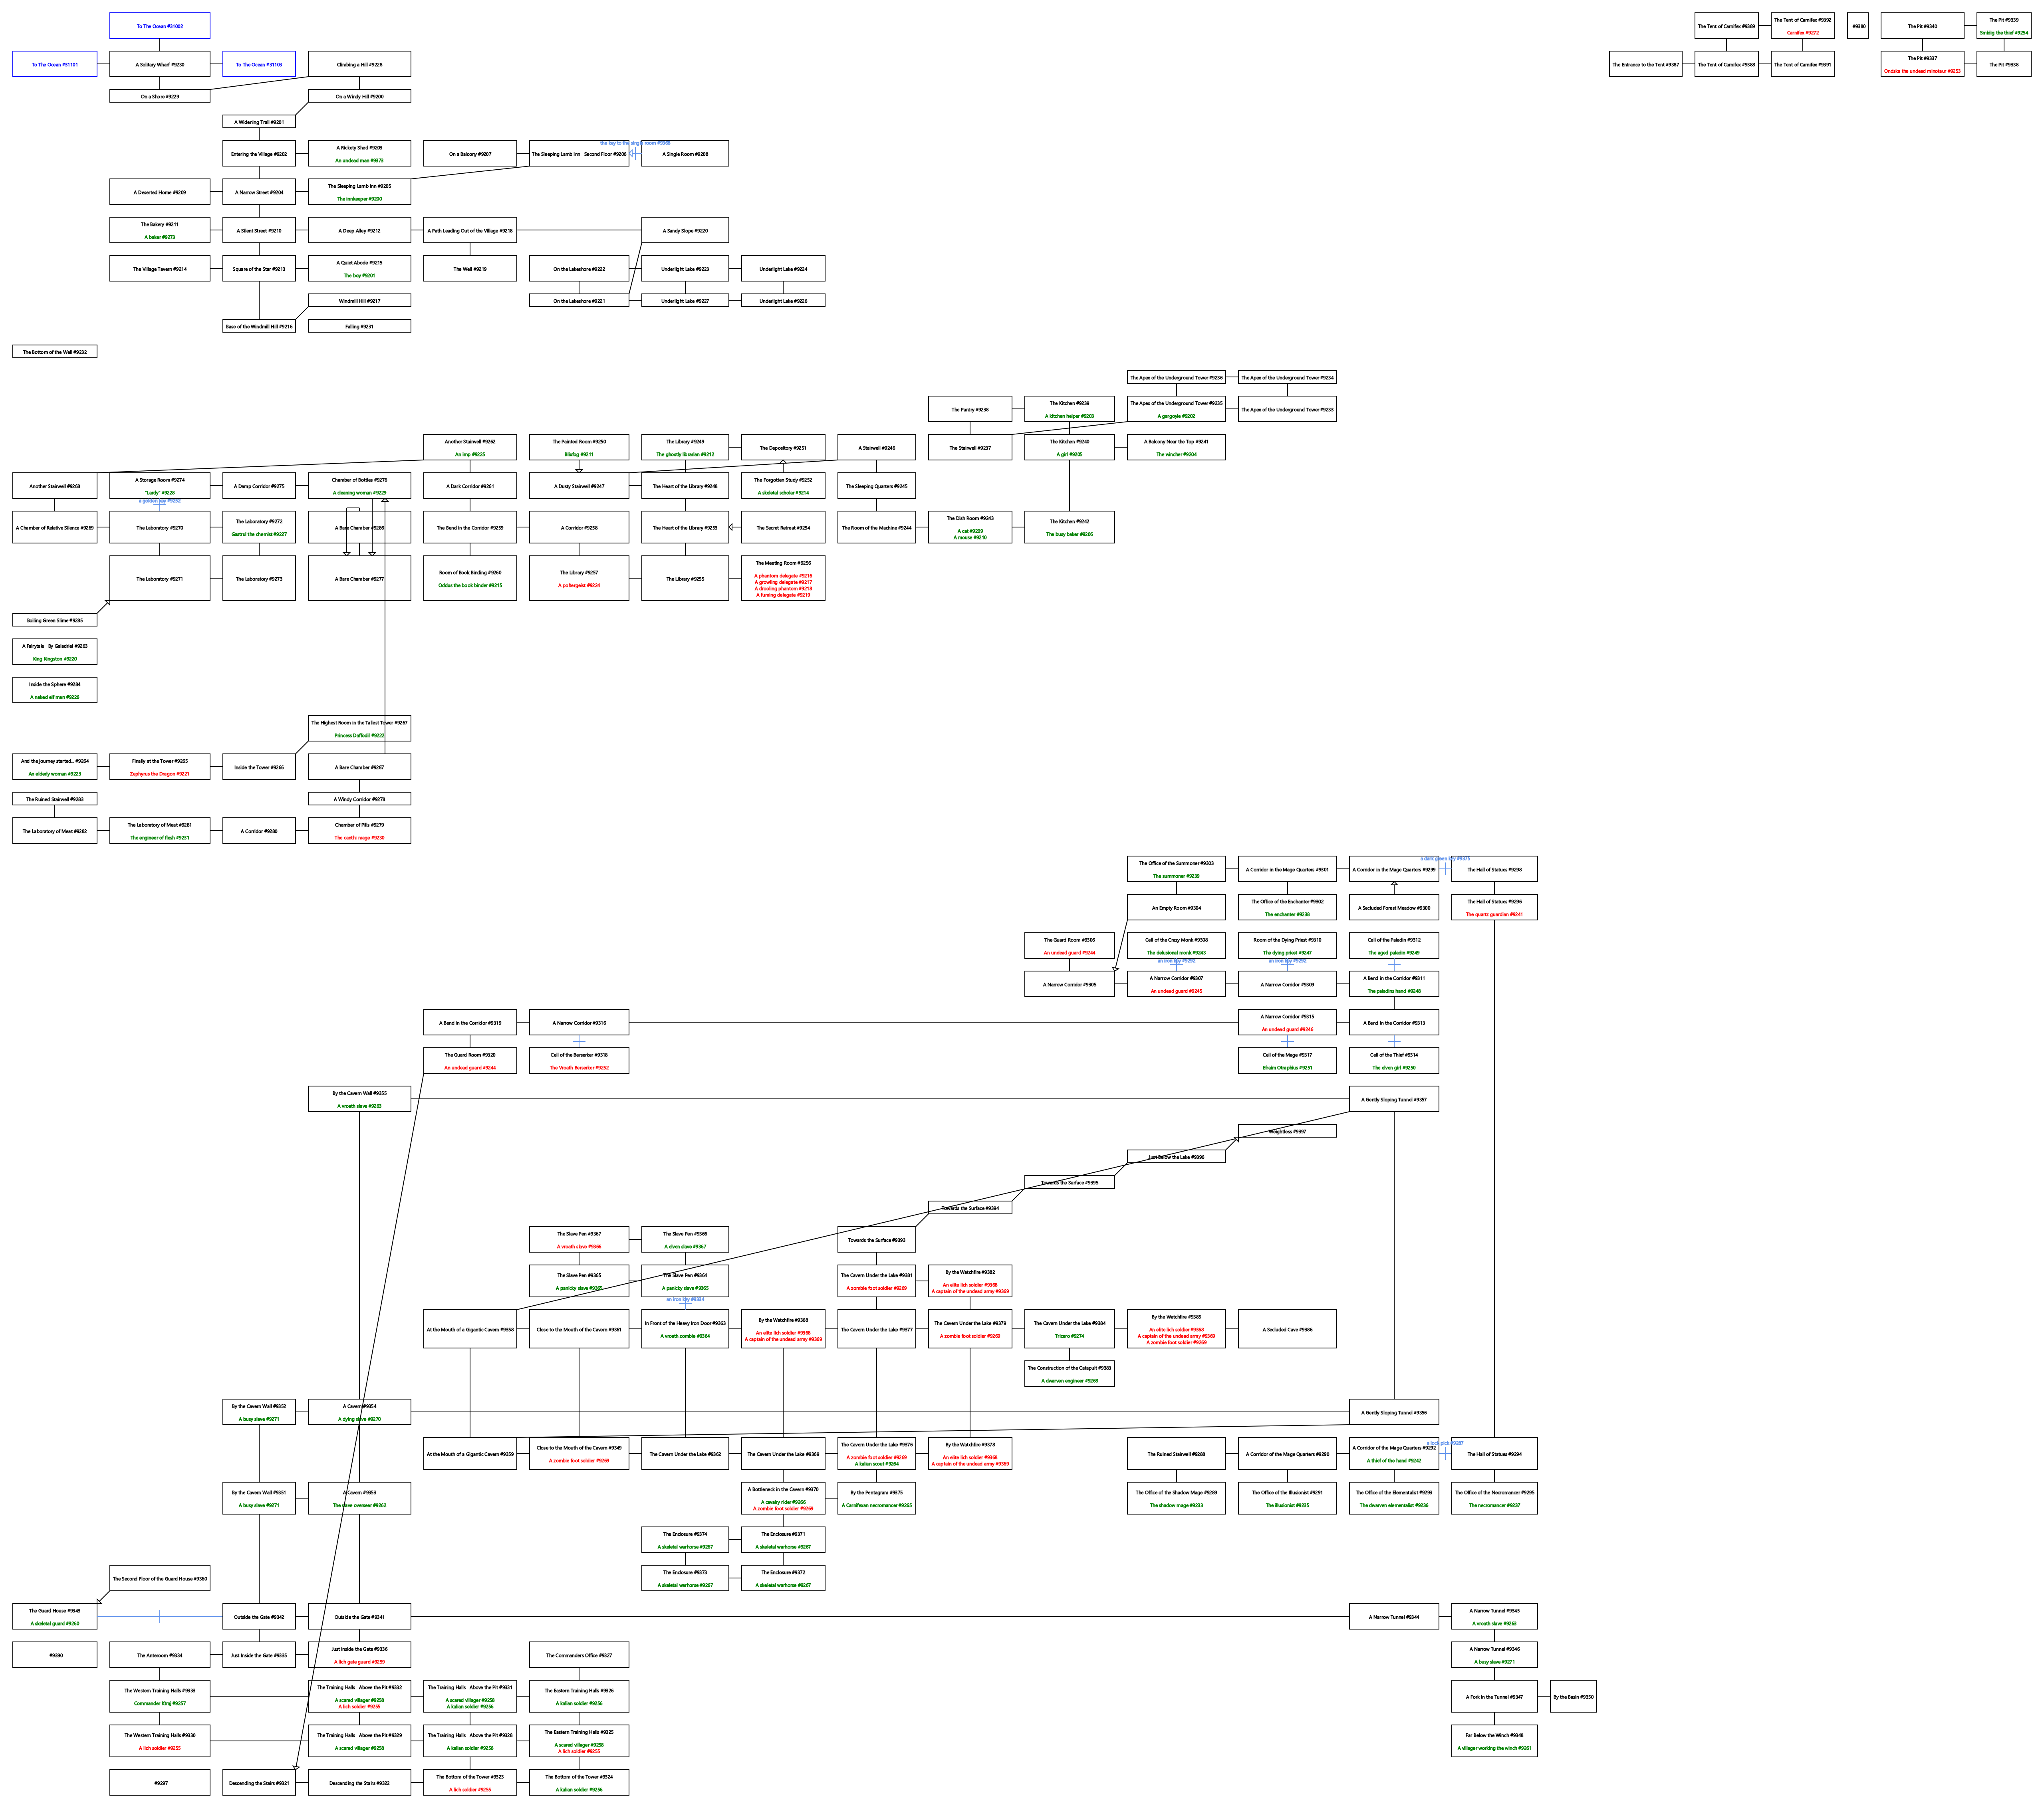 To The Ocean #31002
The Tent of Carnifex #9389
The Tent of Carnifex #9392
Carnifex #9272
#9380
The Pit #9340
The Pit #9339
Smidig the thief #9254
To The Ocean #31101
A Solitary Wharf #9230
To The Ocean #31103
Climbing a Hill #9228
The Entrance to the Tent #9387
The Tent of Carnifex #9388
The Tent of Carnifex #9391
The Pit #9337
Ondska the undead minotaur #9253
The Pit #9338
On a Shore #9229
On a Windy Hill #9200
A Widening Trail #9201
Entering the Village #9202
A Rickety Shed #9203
An undead man #9373
On a Balcony #9207
The Sleeping Lamb Inn   Second Floor #9206
the key to the single room #9388
A Single Room #9208
A Deserted Home #9209
A Narrow Street #9204
The Sleeping Lamb Inn #9205
The innkeeper #9200
The Bakery #9211
A baker #9273
A Silent Street #9210
A Deep Alley #9212
A Path Leading Out of the Village #9218
A Sandy Slope #9220
The Village Tavern #9214
Square of the Star #9213
A Quiet Abode #9215
The boy #9201
The Well #9219
On the Lakeshore #9222
Underlight Lake #9223
Underlight Lake #9224
Windmill Hill #9217
On the Lakeshore #9221
Underlight Lake #9227
Underlight Lake #9226
Base of the Windmill Hill #9216
Falling #9231
The Bottom of the Well #9232
The Apex of the Underground Tower #9236
The Apex of the Underground Tower #9234
The Pantry #9238
The Kitchen #9239
A kitchen helper #9203
The Apex of the Underground Tower #9235
A gargoyle #9202
The Apex of the Underground Tower #9233
Another Stairwell #9262
An imp #9225
The Painted Room #9250
Blixfog #9211
The Library #9249
The ghostly librarian #9212
The Depository #9251
A Stairwell #9246
The Stairwell #9237
The Kitchen #9240
A girl #9205
A Balcony Near the Top #9241
The wincher #9204
Another Stairwell #9268
A Storage Room #9274
"Lardy" #9228
a golden key #9252
A Damp Corridor #9275
Chamber of Bottles #9276
A cleaning woman #9229
A Dark Corridor #9261
A Dusty Stairwell #9247
The Heart of the Library #9248
The Forgotten Study #9252
A skeletal scholar #9214
The Sleeping Quarters #9245
A Chamber of Relative Silence #9269
The Laboratory #9270
The Laboratory #9272
Gastrul the chemist #9227
A Bare Chamber #9286
The Bend in the Corridor #9259
A Corridor #9258
The Heart of the Library #9253
The Secret Retreat #9254
The Room of the Machine #9244
The Dish Room #9243
A cat #9209
A mouse #9210
The Kitchen #9242
The busy baker #9206
The Laboratory #9271
The Laboratory #9273
A Bare Chamber #9277
Room of Book Binding #9260
Oddus the book binder #9215
The Library #9257
A poltergeist #9224
The Library #9255
The Meeting Room #9256
A phantom delegate #9216
A growling delegate #9217
A drooling phantom #9218
A fuming delegate #9219
Boiling Green Slime #9285
A Fairytale   By Galadriel #9263
King Kingston #9220
Inside the Sphere #9284
A naked elf man #9226
The Highest Room in the Tallest Tower #9267
Princess Daffodil #9222
And the journey started... #9264
An elderly woman #9223
Finally at the Tower #9265
Zephyrus the Dragon #9221
Inside the Tower #9266
A Bare Chamber #9287
The Ruined Stairwell #9283
A Windy Corridor #9278
The Laboratory of Meat #9282
The Laboratory of Meat #9281
The engineer of flesh #9231
A Corridor #9280
Chamber of Pills #9279
The canthi mage #9230
The Office of the Summoner #9303
The summoner #9239
A Corridor in the Mage Quarters #9301
A Corridor in the Mage Quarters #9299
a dark green key #9375
The Hall of Statues #9298
An Empty Room #9304
The Office of the Enchanter #9302
The enchanter #9238
A Secluded Forest Meadow #9300
The Hall of Statues #9296
The quartz guardian #9241
The Guard Room #9306
An undead guard #9244
Cell of the Crazy Monk #9308
The delusional monk #9243
an iron key #9292
Room of the Dying Priest #9310
The dying priest #9247
an iron key #9292
Cell of the Paladin #9312
The aged paladin #9249
A Narrow Corridor #9305
A Narrow Corridor #9307
An undead guard #9245
A Narrow Corridor #9309
A Bend in the Corridor #9311
The paladins hand #9248
A Bend in the Corridor #9319
A Narrow Corridor #9316
A Narrow Corridor #9315
An undead guard #9246
A Bend in the Corridor #9313
The Guard Room #9320
An undead guard #9244
Cell of the Berserker #9318
The Vroath Berserker #9252
Cell of the Mage #9317
Efraim Otraphius #9251
Cell of the Thief #9314
The elven girl #9250
By the Cavern Wall #9355
A vroath slave #9263
A Gently Sloping Tunnel #9357
Weightless #9397
Just Below the Lake #9396
Towards the Surface #9395
Towards the Surface #9394
The Slave Pen #9367
A vroath slave #9366
The Slave Pen #9366
A elven slave #9367
Towards the Surface #9393
The Slave Pen #9365
A panicky slave #9365
The Slave Pen #9364
A panicky slave #9365
an iron key #9334
The Cavern Under the Lake #9381
A zombie foot soldier #9269
By the Watchfire #9382
An elite lich soldier #9368
A captain of the undead army #9369
At the Mouth of a Gigantic Cavern #9358
Close to the Mouth of the Cavern #9361
In Front of the Heavy Iron Door #9363
A vroath zombie #9364
By the Watchfire #9368
An elite lich soldier #9368
A captain of the undead army #9369
The Cavern Under the Lake #9377
The Cavern Under the Lake #9379
A zombie foot soldier #9269
The Cavern Under the Lake #9384
Tricero #9274
By the Watchfire #9385
An elite lich soldier #9368
A captain of the undead army #9369
A zombie foot soldier #9269
A Secluded Cave #9386
The Construction of the Catapult #9383
A dwarven engineer #9268
By the Cavern Wall #9352
A busy slave #9271
A Cavern #9354
A dying slave #9270
A Gently Sloping Tunnel #9356
At the Mouth of a Gigantic Cavern #9359
Close to the Mouth of the Cavern #9349
A zombie foot soldier #9269
The Cavern Under the Lake #9362
The Cavern Under the Lake #9369
The Cavern Under the Lake #9376
A zombie foot soldier #9269
A kalian scout #9264
By the Watchfire #9378
An elite lich soldier #9368
A captain of the undead army #9369
The Ruined Stairwell #9288
A Corridor of the Mage Quarters #9290
A Corridor of the Mage Quarters #9292
A thief of the hand #9242
a lock pick #9287
The Hall of Statues #9294
By the Cavern Wall #9351
A busy slave #9271
A Cavern #9353
The slave overseer #9262
A Bottleneck in the Cavern #9370
A cavalry rider #9266
A zombie foot soldier #9269
By the Pentagram #9375
A Carnifexan necromancer #9265
The Office of the Shadow Mage #9289
The shadow mage #9233
The Office of the Illusionist #9291
The illusionist #9235
The Office of the Elementalist #9293
The dwarven elementalist #9236
The Office of the Necromancer #9295
The necromancer #9237
The Enclosure #9374
A skeletal warhorse #9267
The Enclosure #9371
A skeletal warhorse #9267
The Second Floor of the Guard House #9360
The Enclosure #9373
A skeletal warhorse #9267
The Enclosure #9372
A skeletal warhorse #9267
The Guard House #9343
A skeletal guard #9260
Outside the Gate #9342
Outside the Gate #9341
A Narrow Tunnel #9344
A Narrow Tunnel #9345
A vroath slave #9263
#9390
The Anteroom #9334
Just Inside the Gate #9335
Just Inside the Gate #9336
A lich gate guard #9259
The Commanders Office #9327
A Narrow Tunnel #9346
A busy slave #9271
The Western Training Halls #9333
Commander Ktraj #9257
The Training Halls   Above the Pit #9332
A scared villager #9258
A lich soldier #9255
The Training Halls   Above the Pit #9331
A scared villager #9258
A kalian soldier #9256
The Eastern Training Halls #9326
A kalian soldier #9256
A Fork in the Tunnel #9347
By the Basin #9350
The Western Training Halls #9330
A lich soldier #9255
The Training Halls   Above the Pit #9329
A scared villager #9258
The Training Halls   Above the Pit #9328
A kalian soldier #9256
The Eastern Training Halls #9325
A scared villager #9258
A lich soldier #9255
Far Below the Winch #9348
A villager working the winch #9261
#9297
Descending the Stairs #9321
Descending the Stairs #9322
The Bottom of the Tower #9323
A lich soldier #9255
The Bottom of the Tower #9324
A kalian soldier #9256